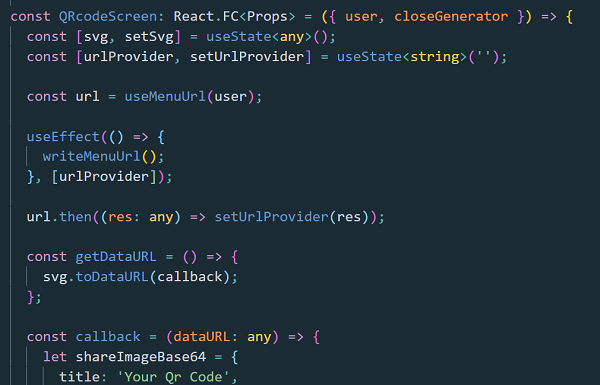 const QRcodeScreen: React.FC<Props> = ({ user, closeGenerator }) => {
const [svg, setSvg] = useState<any>();
const [urlProvider, setUrlProvider] = useState<string>('');
const url = useMenuUrl(user);
useEffect(() => {
writeMenuUrl();
}, [urlProvider]);
url.then((res: any) => setUrlProvider(res));
const getDataURL = () => {
svg.toDataURL(callback);
};
const callback = (dataURL: any) => {
let shareImageBase64 = {
title: 'Your Qr Code',